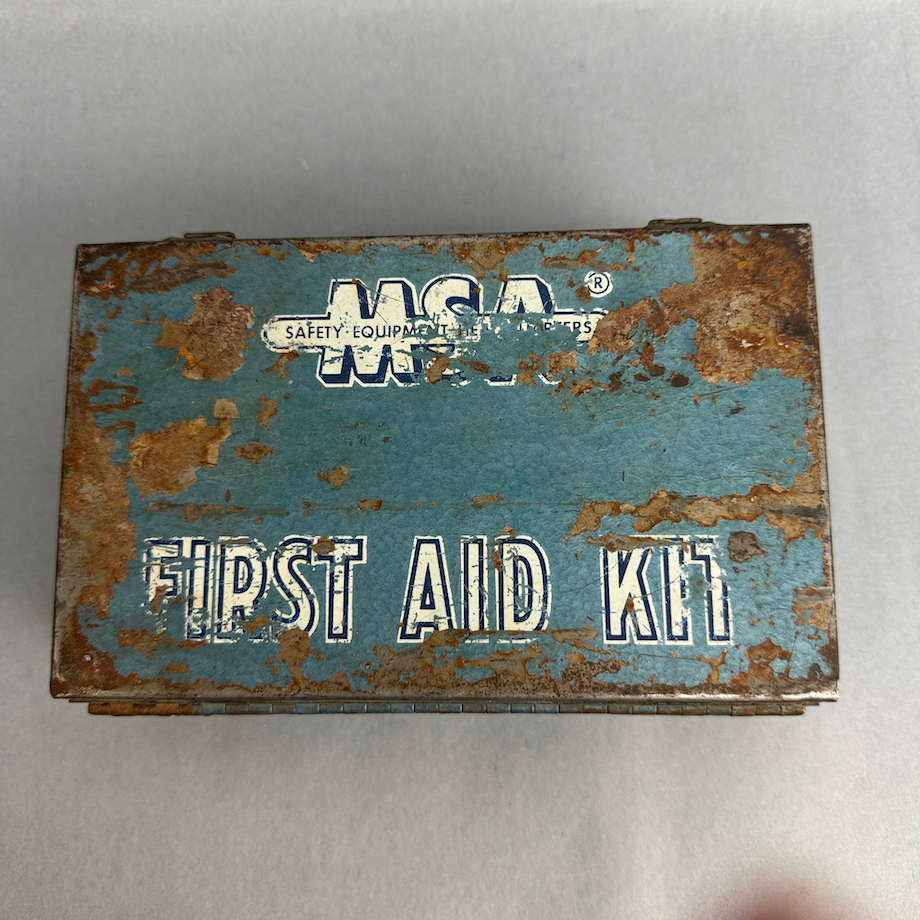 MSA ®
SAFETY · EQUIPMENT
FIRST AID KIT